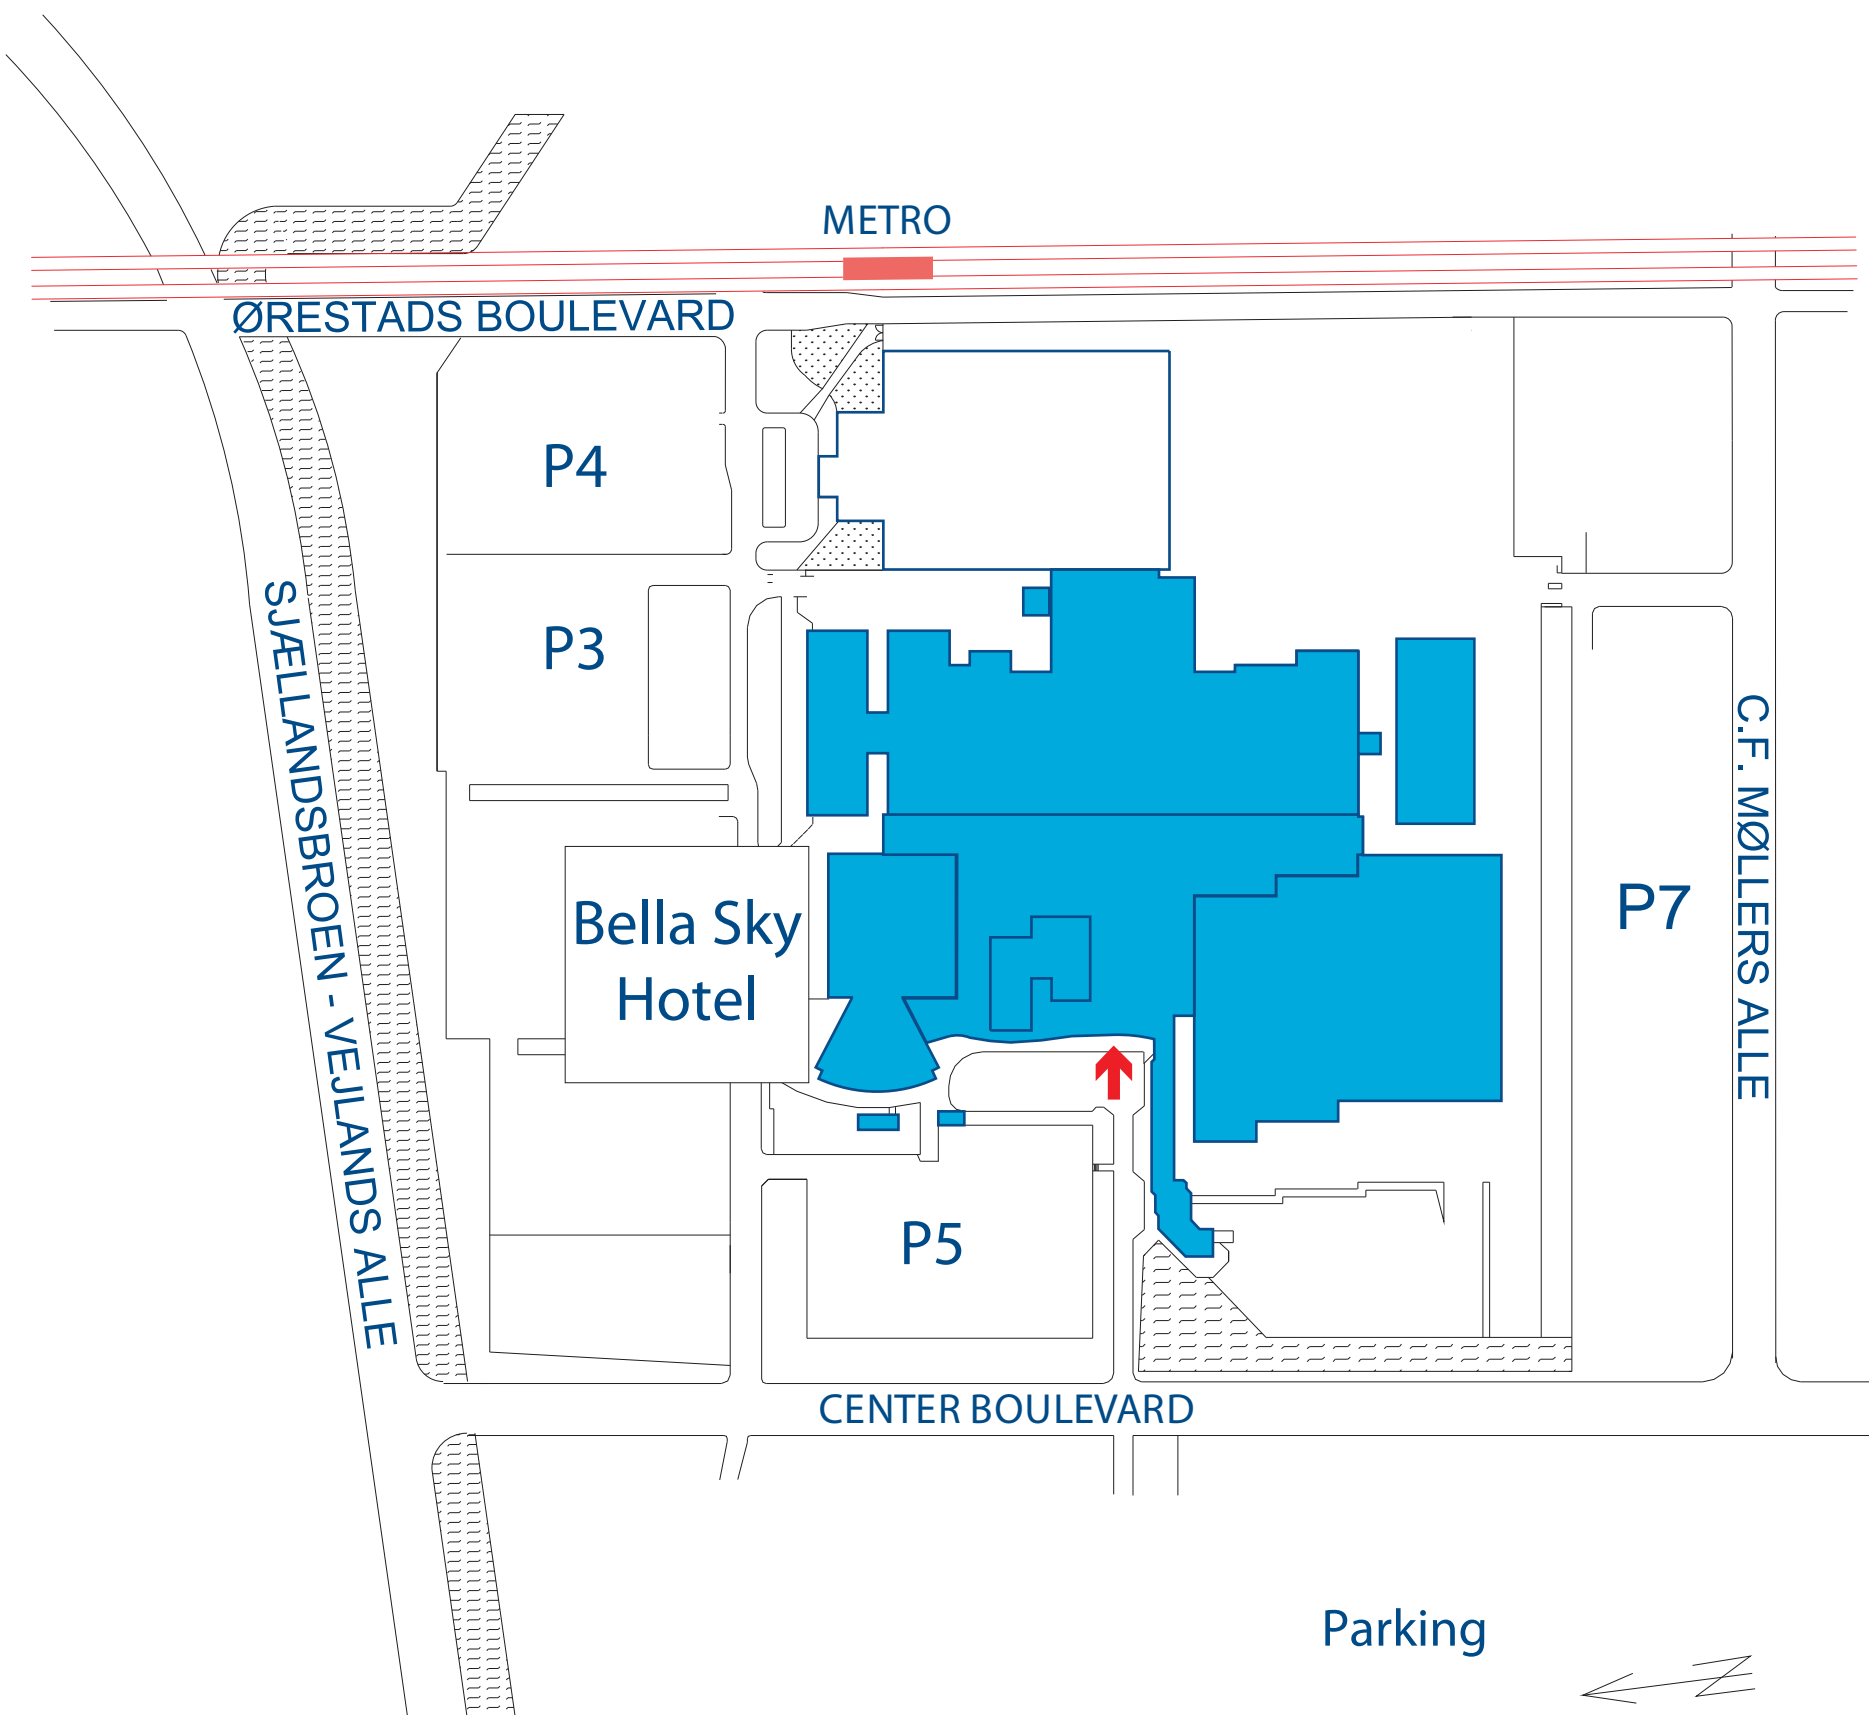 METRO
ØRESTADS BOULEVARD
P4
P3
SJÆLLANDSBROEN - VEJLANDS ALLE
C.F. MØLLERS ALLE
Bella Sky
Hotel
P7
P5
CENTER BOULEVARD
Parking
N